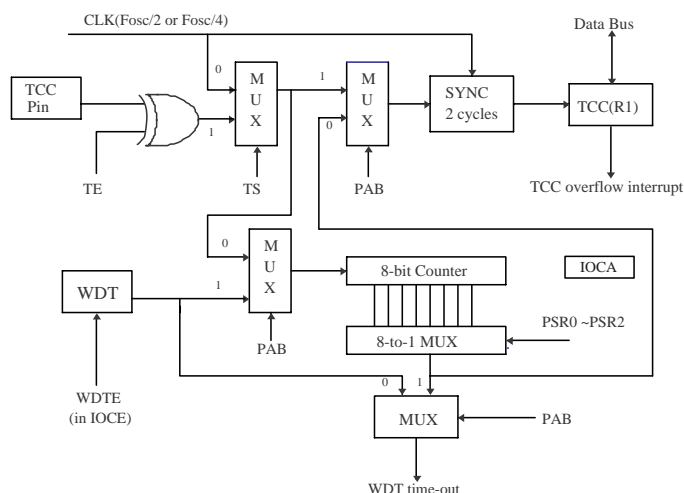 CLK(Fosc/2 or Fosc/4)
Data Bus
TCC
Pin
0
1
M
U
X
1
0
M
U
X
SYNC
2 cycles
TCC(R1)
TE
TS
PAB
TCC overflow interrupt
0
1
M
U
X
WDT
8-bit Counter
IOCA
PAB
8-to-1 MUX
PSR0 ~PSR2
WDTE
(in IOCE)
0
1
MUX
PAB
WDT time-out